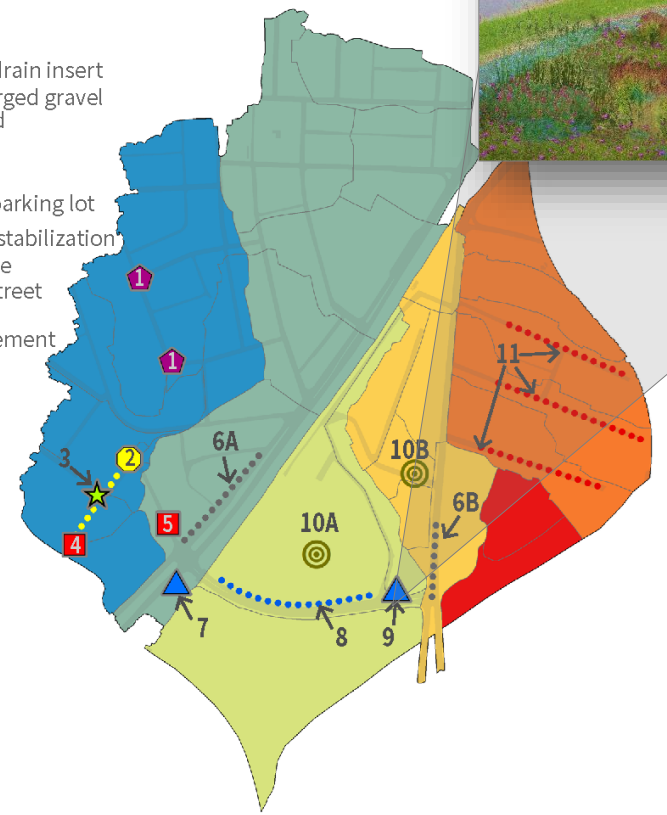 drain insert
rged gravel
d
parking lot
stabilization
e
treet
ement
1
1
11
3
2
6A
10B
4
5
10A
6B
7
8
9